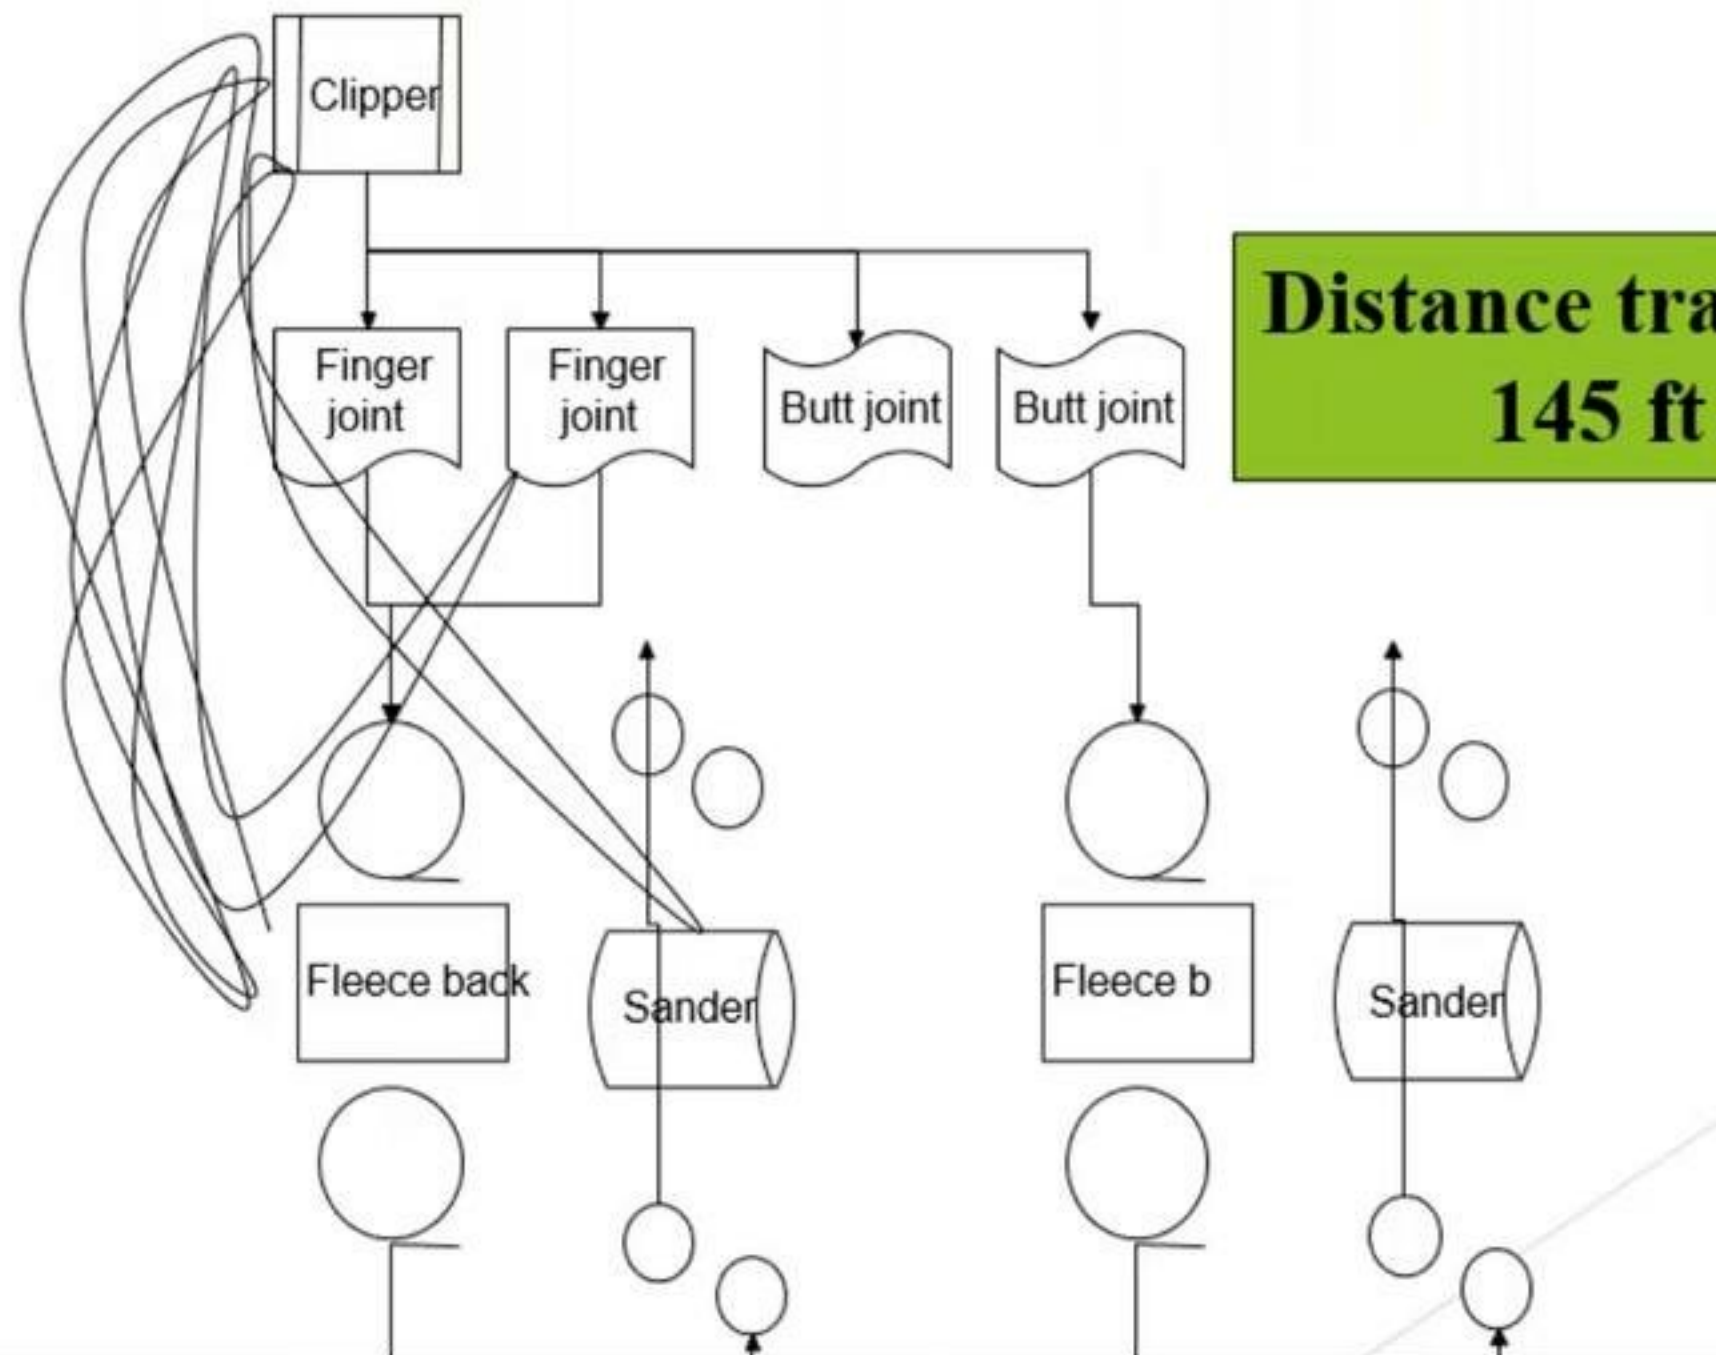 Clipper
Finger
joint
Finger
joint
Butt joint
Butt joint
Distance tra
145 ft
Fleece back
Sander
Fleece b
Sander